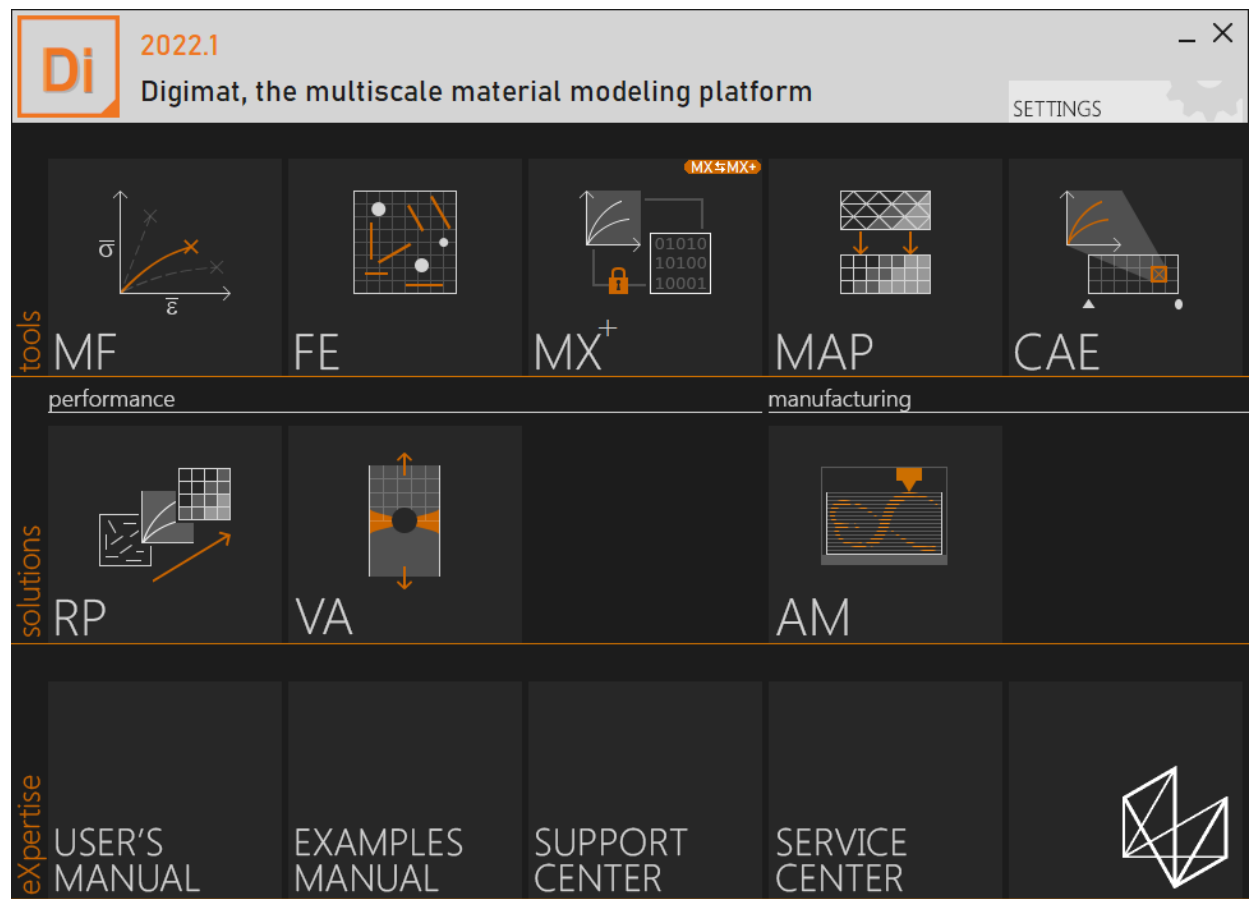 Di
2022.1
Digimat, the multiscale material modeling platform
SETTINGS
tools
σ
ε
MF
FE
MX⇆MX+
01010
10100
10001
MX+
MAP
CAE
performance
manufacturing
solutions
RP
VA
AM
eXpertise
USER'S
MANUAL
EXAMPLES
MANUAL
SUPPORT
CENTER
SERVICE
CENTER